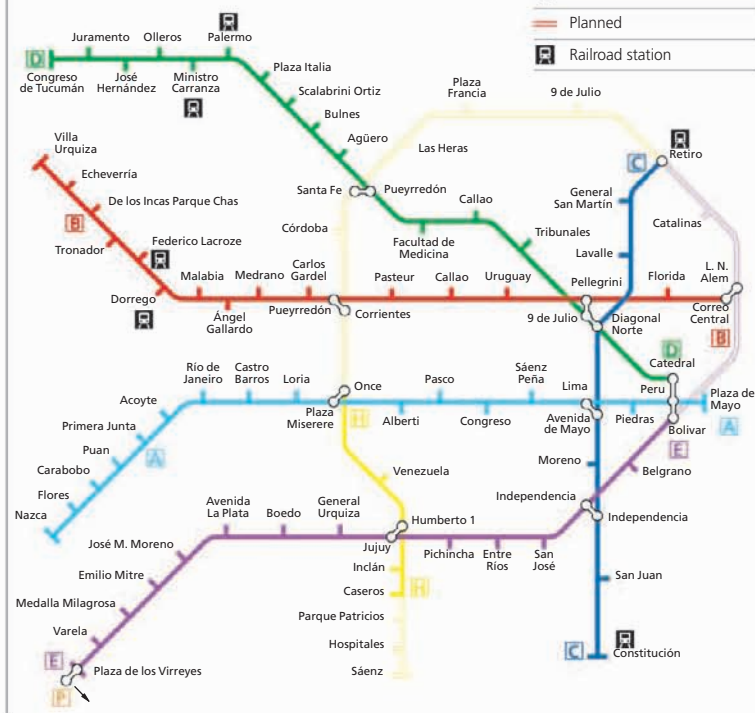 Planned
Railroad station
D
Congreso
de Tucumán
Juramento
José
Hernández
Olleros
Ministro
Carranza
Palermo
Plaza Italia
Scalabrini Ortiz
Bulnes
Agüero
Plaza
Francia
9 de Julio
Las Heras
Santa Fe
Pueyrredón
Callao
Facultad de
Medicina
Tribunales
C
Retiro
General
San Martín
Lavalle
Catalinas
Villa
Urquiza
Echeverría
De los Incas Parque Chas
B
Tronador
Federico Lacroze
Dorrego
Córdoba
Malabia
Ángel
Gallardo
Medrano
Carlos
Gardel
Pueyrredón
Corrientes
Pasteur
Callao
Uruguay
Pellegrini
9 de Julio
Diagonal
Norte
Florida
L. N.
Alem
Correo
Central
B
D
Catedral
Peru
Bolivar
Plaza de
Mayo
A
E
Río de
Janeiro
Castro
Barros
Loria
Once
Plaza
Miserere
H
Alberti
Pasco
Congreso
Sáenz
Peña
Lima
Avenida
de Mayo
Piedras
Acoyte
Primera Junta
Puan
A
Carabobo
Flores
Nazca
Venezuela
Moreno
Belgrano
Independencia
Independencia
Avenida
La Plata
Boedo
General
Urquiza
Humberto 1
Jujuy
Pichincha
Entre
Ríos
San
José
José M. Moreno
Emilio Mitre
Medalla Milagrosa
Varela
E
Plaza de los Virreyes
P
Inclán
Caseros
H
Parque Patricios
Hospitales
Sáenz
San Juan
C
Constitución